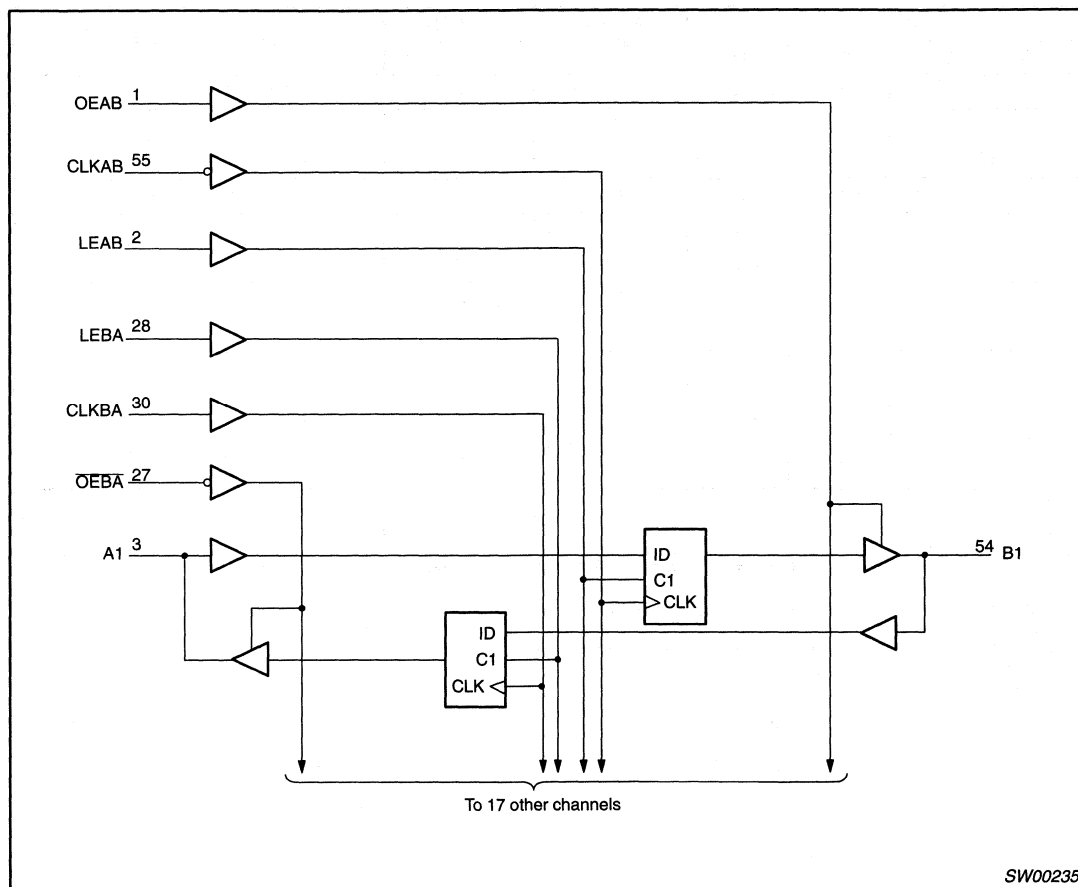 OEAB 1
CLKAB 55
LEAB 2
LEBA 28
CLKBA 30
OEBA 27
A1 3
ID
C1
CLK
54 B1
ID
C1
CLK
To 17 other channels
SW00235